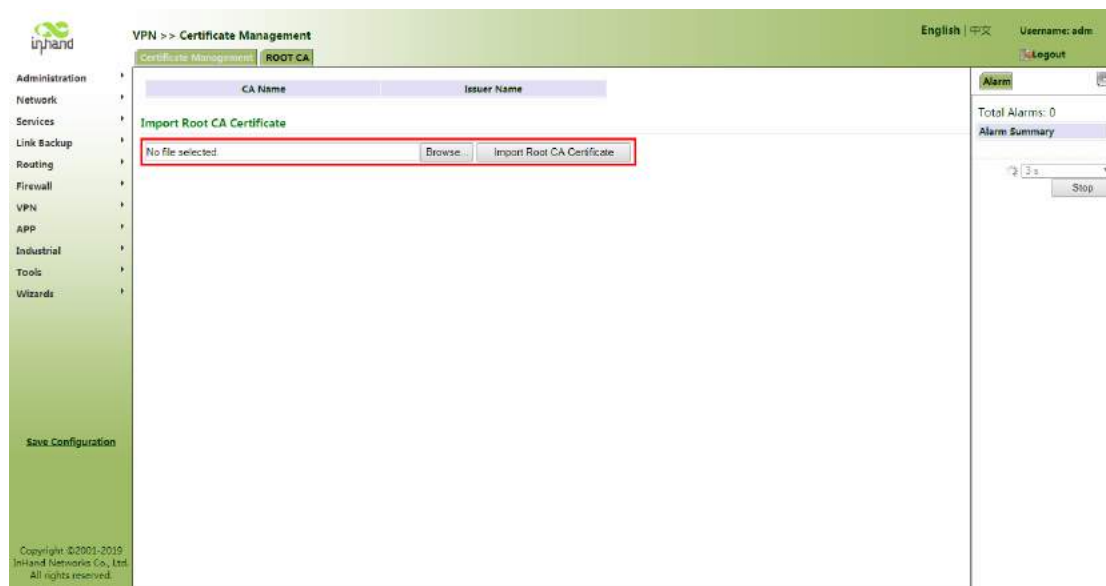 inhand
VPN >> Certificate Management
English | 中文
Username: adm
Logout
Certificate Management
ROOT CA
Administration
Network
Services
Link Backup
Routing
Firewall
VPN
APP
Industrial
Tools
Wizards
Save Configuration
Copyright ©2001-2019
InHand Networks Co., Ltd.
All rights reserved.
CA Name
Issuer Name
Import Root CA Certificate
No file selected.
Browse...
Import Root CA Certificate
Alarm
Total Alarms: 0
Alarm Summary
3 s
Stop